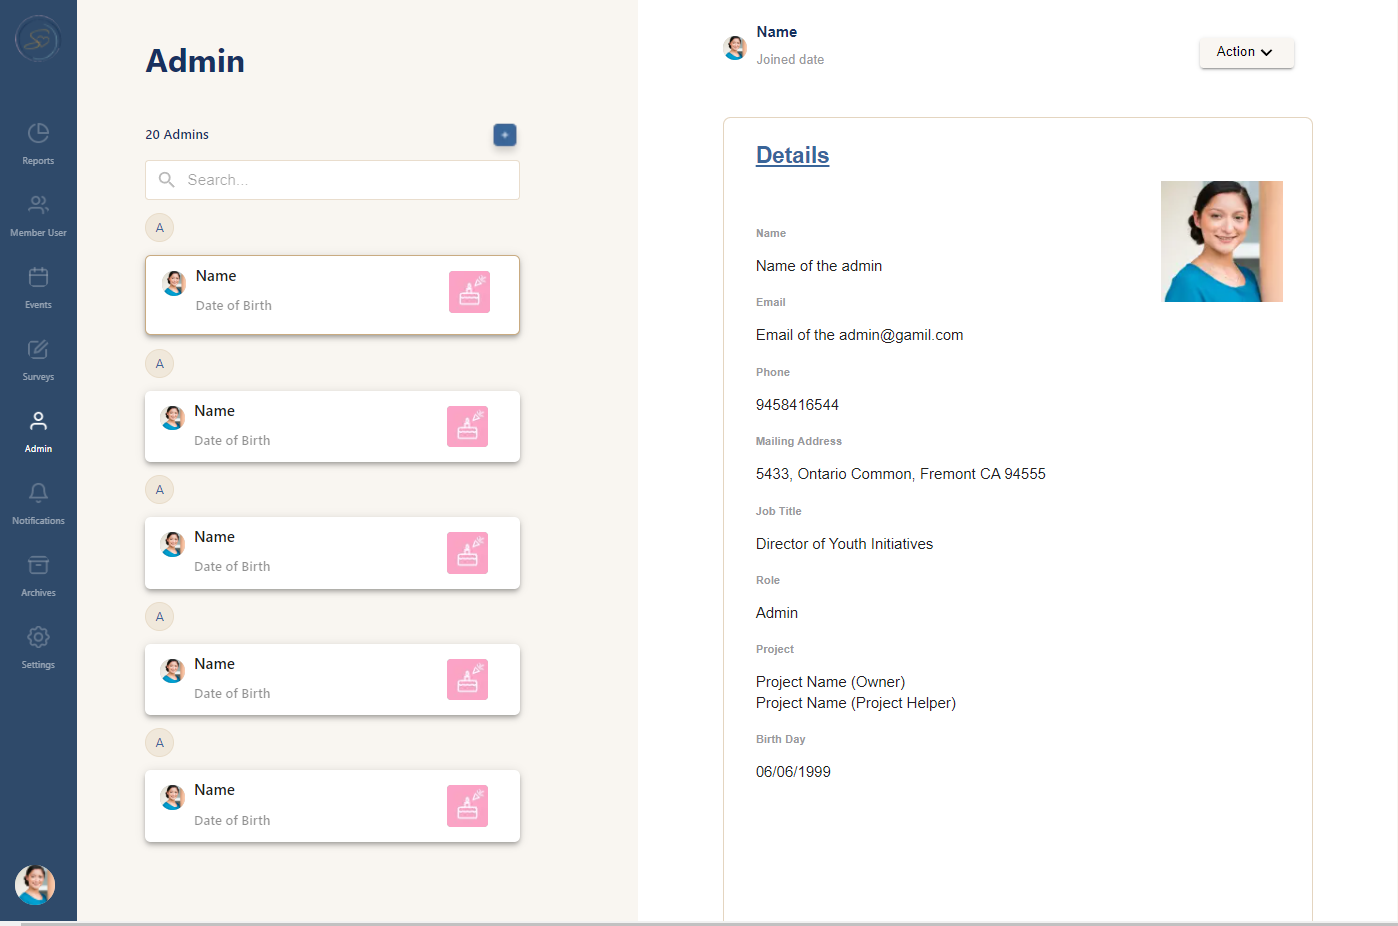 Reports
Member User
Events
Surveys
Admin
Notifications
Archives
Settings
Admin
20 Admins
Search...
A
Name
Date of Birth
A
Name
Date of Birth
A
Name
Date of Birth
A
Name
Date of Birth
A
Name
Date of Birth
Name
Joined date
Action
Details
Name
Name of the admin
Email
Email of the admin@gamil.com
Phone
9458416544
Mailing Address
5433, Ontario Common, Fremont CA 94555
Job Title
Director of Youth Initiatives
Role
Admin
Project
Project Name (Owner)
Project Name (Project Helper)
Birth Day
06/06/1999